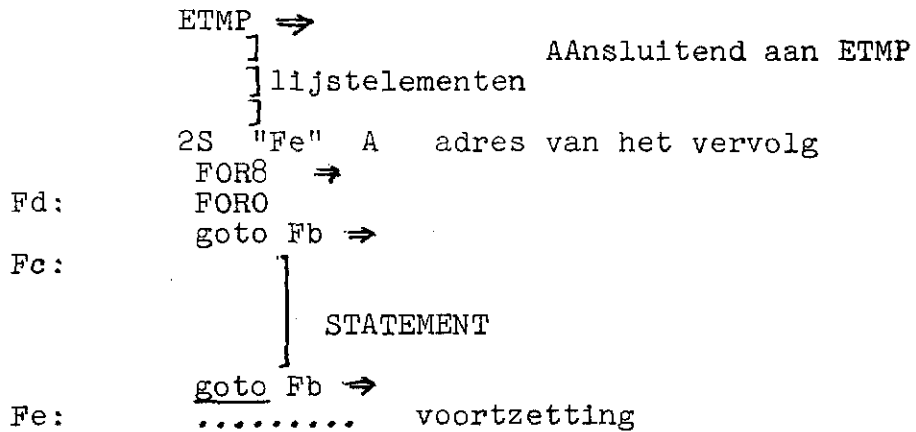 ETMP ⇒
] AAnsluitend aan ETMP
] lijstelementen
]
2S "Fe" A adres van het vervolg
FOR8 ⇒
Fd: FORO
goto Fb ⇒
Fc:
STATEMENT
goto Fb ⇒
Fe: ......... voortzetting